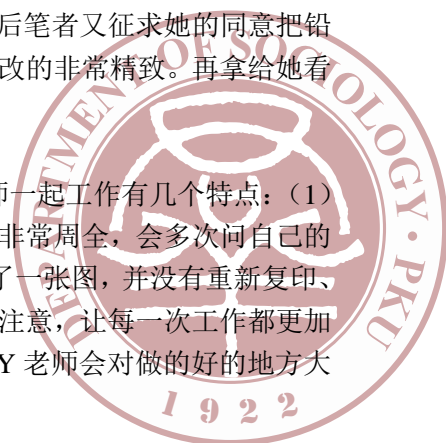 后笔者又征求她的同意把铅
改的非常精致。再拿给她看
师一起工作有几个特点：（1）
非常周全，会多次问自己的
了一张图，并没有重新复印、
注意，让每一次工作都更加
Y 老师会对做的好的地方大
DEPARTMENT OF SOCIOLOGY · PKU
1922